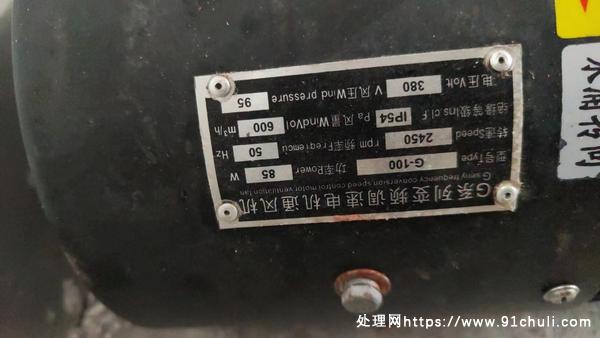 G系列变频调速电机通风机
G seriy frequency conversion speed control motor ventilation fan
型号Type G-100 功率Power 85 W
转速Speed 2450 rpm 频率Freqiemcu 50 Hz
绝缘等级Ins.cl.F IP54 Pa 风量WindVol 600 m³/h
电压Volt 380 V 风压Wind pressure 95
处理网https://www.91chuli.com/